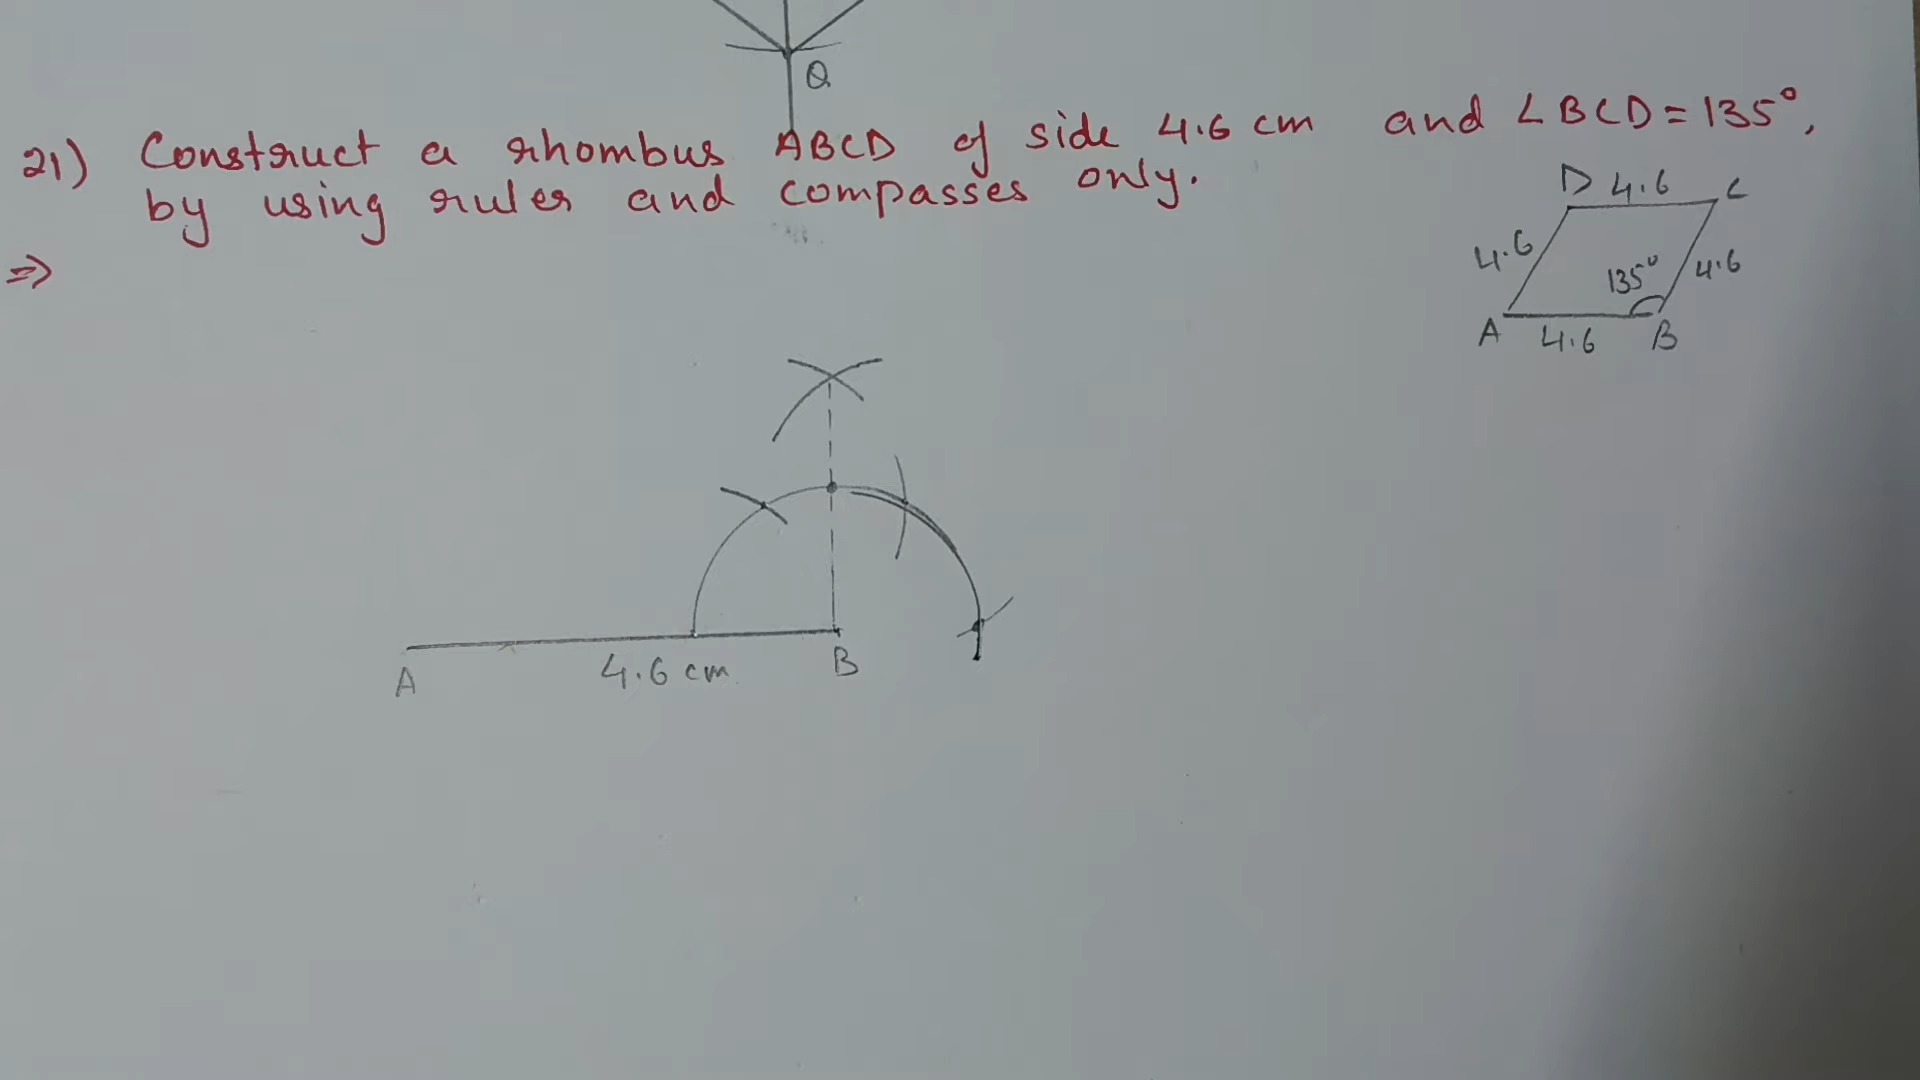 Q
21) Construct a rhombus ABCD of side 4.6 cm and ∠BCD = 135°,
by using ruler and compasses only.
⇒
D 4.6 C
4.6 135° 4.6
A 4.6 B
A 4.6 cm B